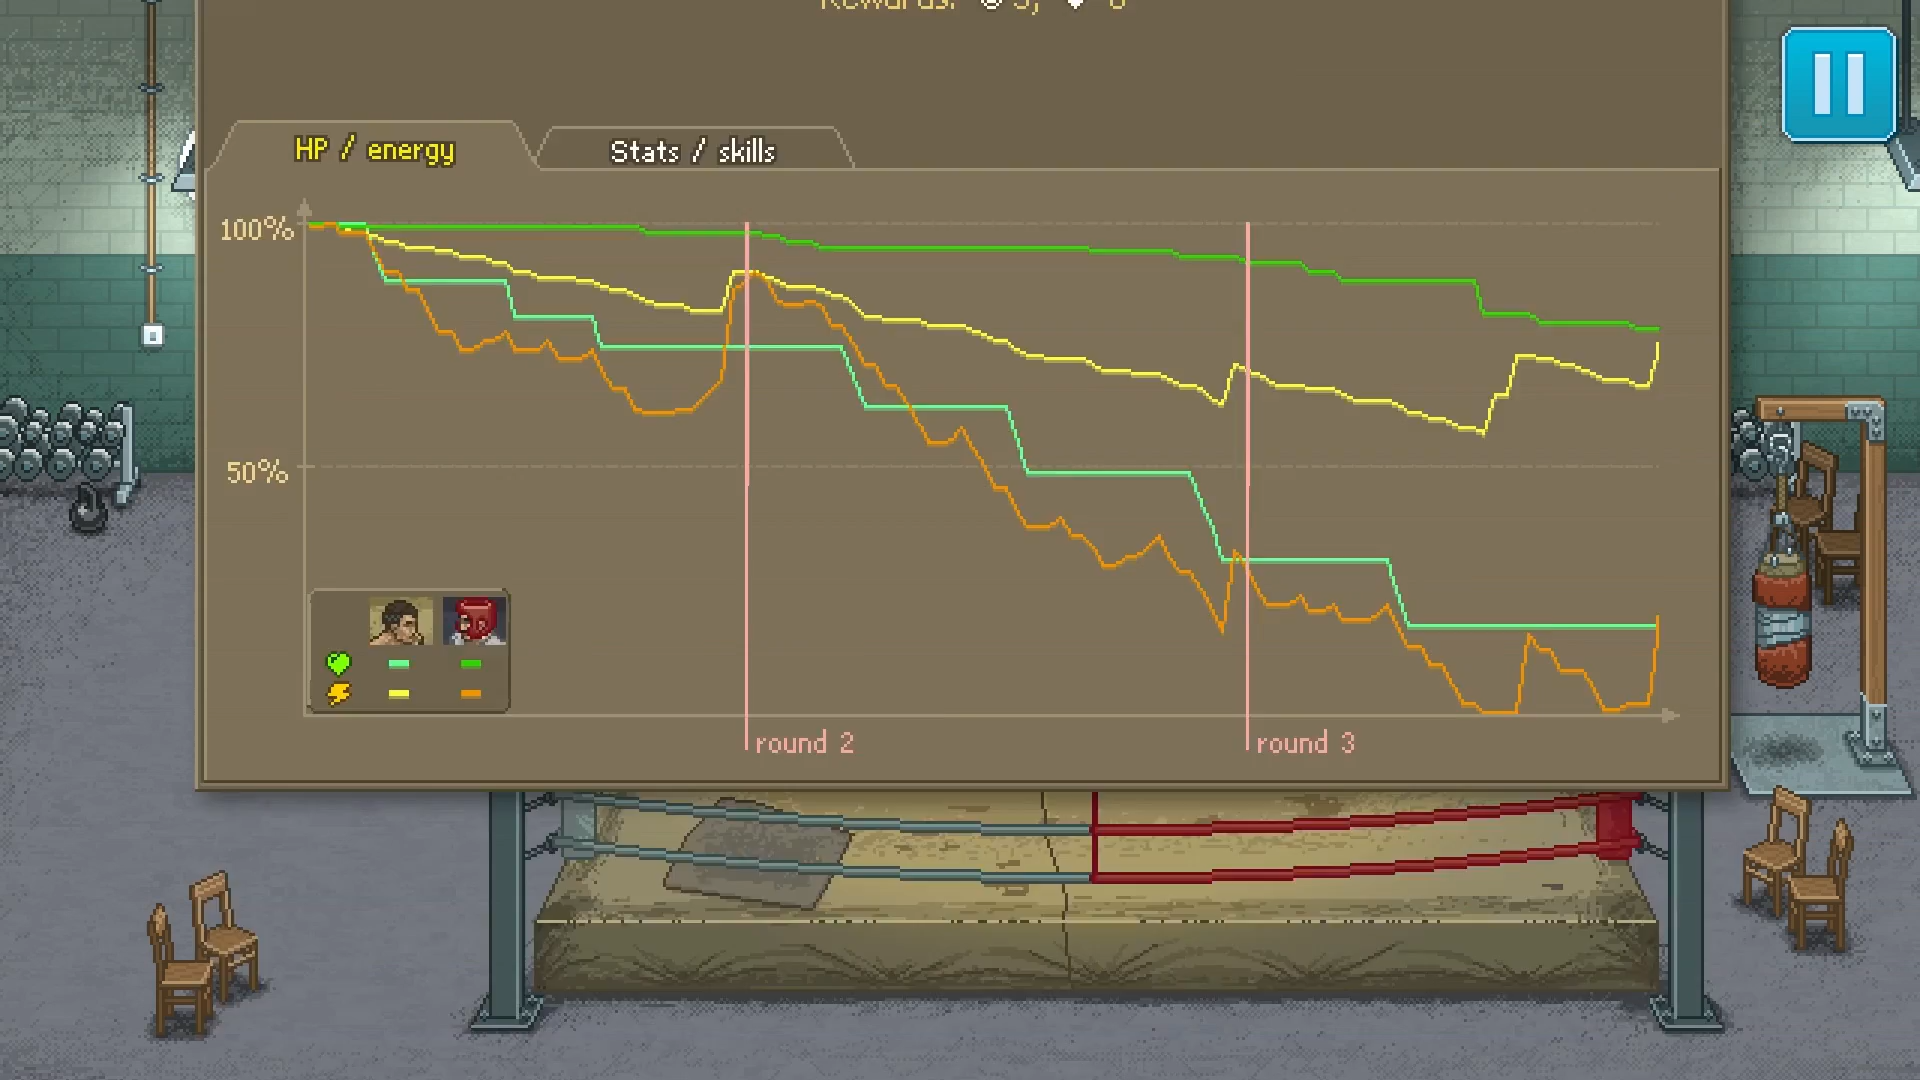 HP / energy
Stats / skills
100%
50%
round 2
round 3